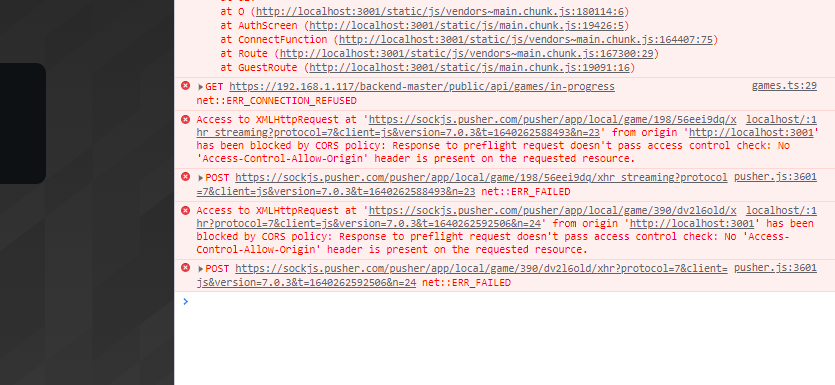 at O (http://localhost:3001/static/js/vendors~main.chunk.js:180114:6)
at AuthScreen (http://localhost:3001/static/js/main.chunk.js:19426:5)
at ConnectFunction (http://localhost:3001/static/js/vendors~main.chunk.js:164407:75)
at Route (http://localhost:3001/static/js/vendors~main.chunk.js:167300:29)
at GuestRoute (http://localhost:3001/static/js/main.chunk.js:19091:16)
GET https://192.168.1.117/backend-master/public/api/games/in-progress games.ts:29
net::ERR_CONNECTION_REFUSED
Access to XMLHttpRequest at 'https://sockjs.pusher.com/pusher/app/local/game/198/56eei9dq/x localhost/:1
hr_streaming?protocol=7&client=js&version=7.0.3&t=1640262588493&n=23' from origin 'http://localhost:3001'
has been blocked by CORS policy: Response to preflight request doesn't pass access control check: No
'Access-Control-Allow-Origin' header is present on the requested resource.
POST https://sockjs.pusher.com/pusher/app/local/game/198/56eei9dq/xhr_streaming?protocol pusher.js:3601
=7&client=js&version=7.0.3&t=1640262588493&n=23 net::ERR_FAILED
Access to XMLHttpRequest at 'https://sockjs.pusher.com/pusher/app/local/game/390/dv2l6old/x localhost/:1
hr?protocol=7&client=js&version=7.0.3&t=1640262592506&n=24' from origin 'http://localhost:3001' has been
blocked by CORS policy: Response to preflight request doesn't pass access control check: No 'Access-
Control-Allow-Origin' header is present on the requested resource.
POST https://sockjs.pusher.com/pusher/app/local/game/390/dv2l6old/xhr?protocol=7&client= pusher.js:3601
js&version=7.0.3&t=1640262592506&n=24 net::ERR_FAILED